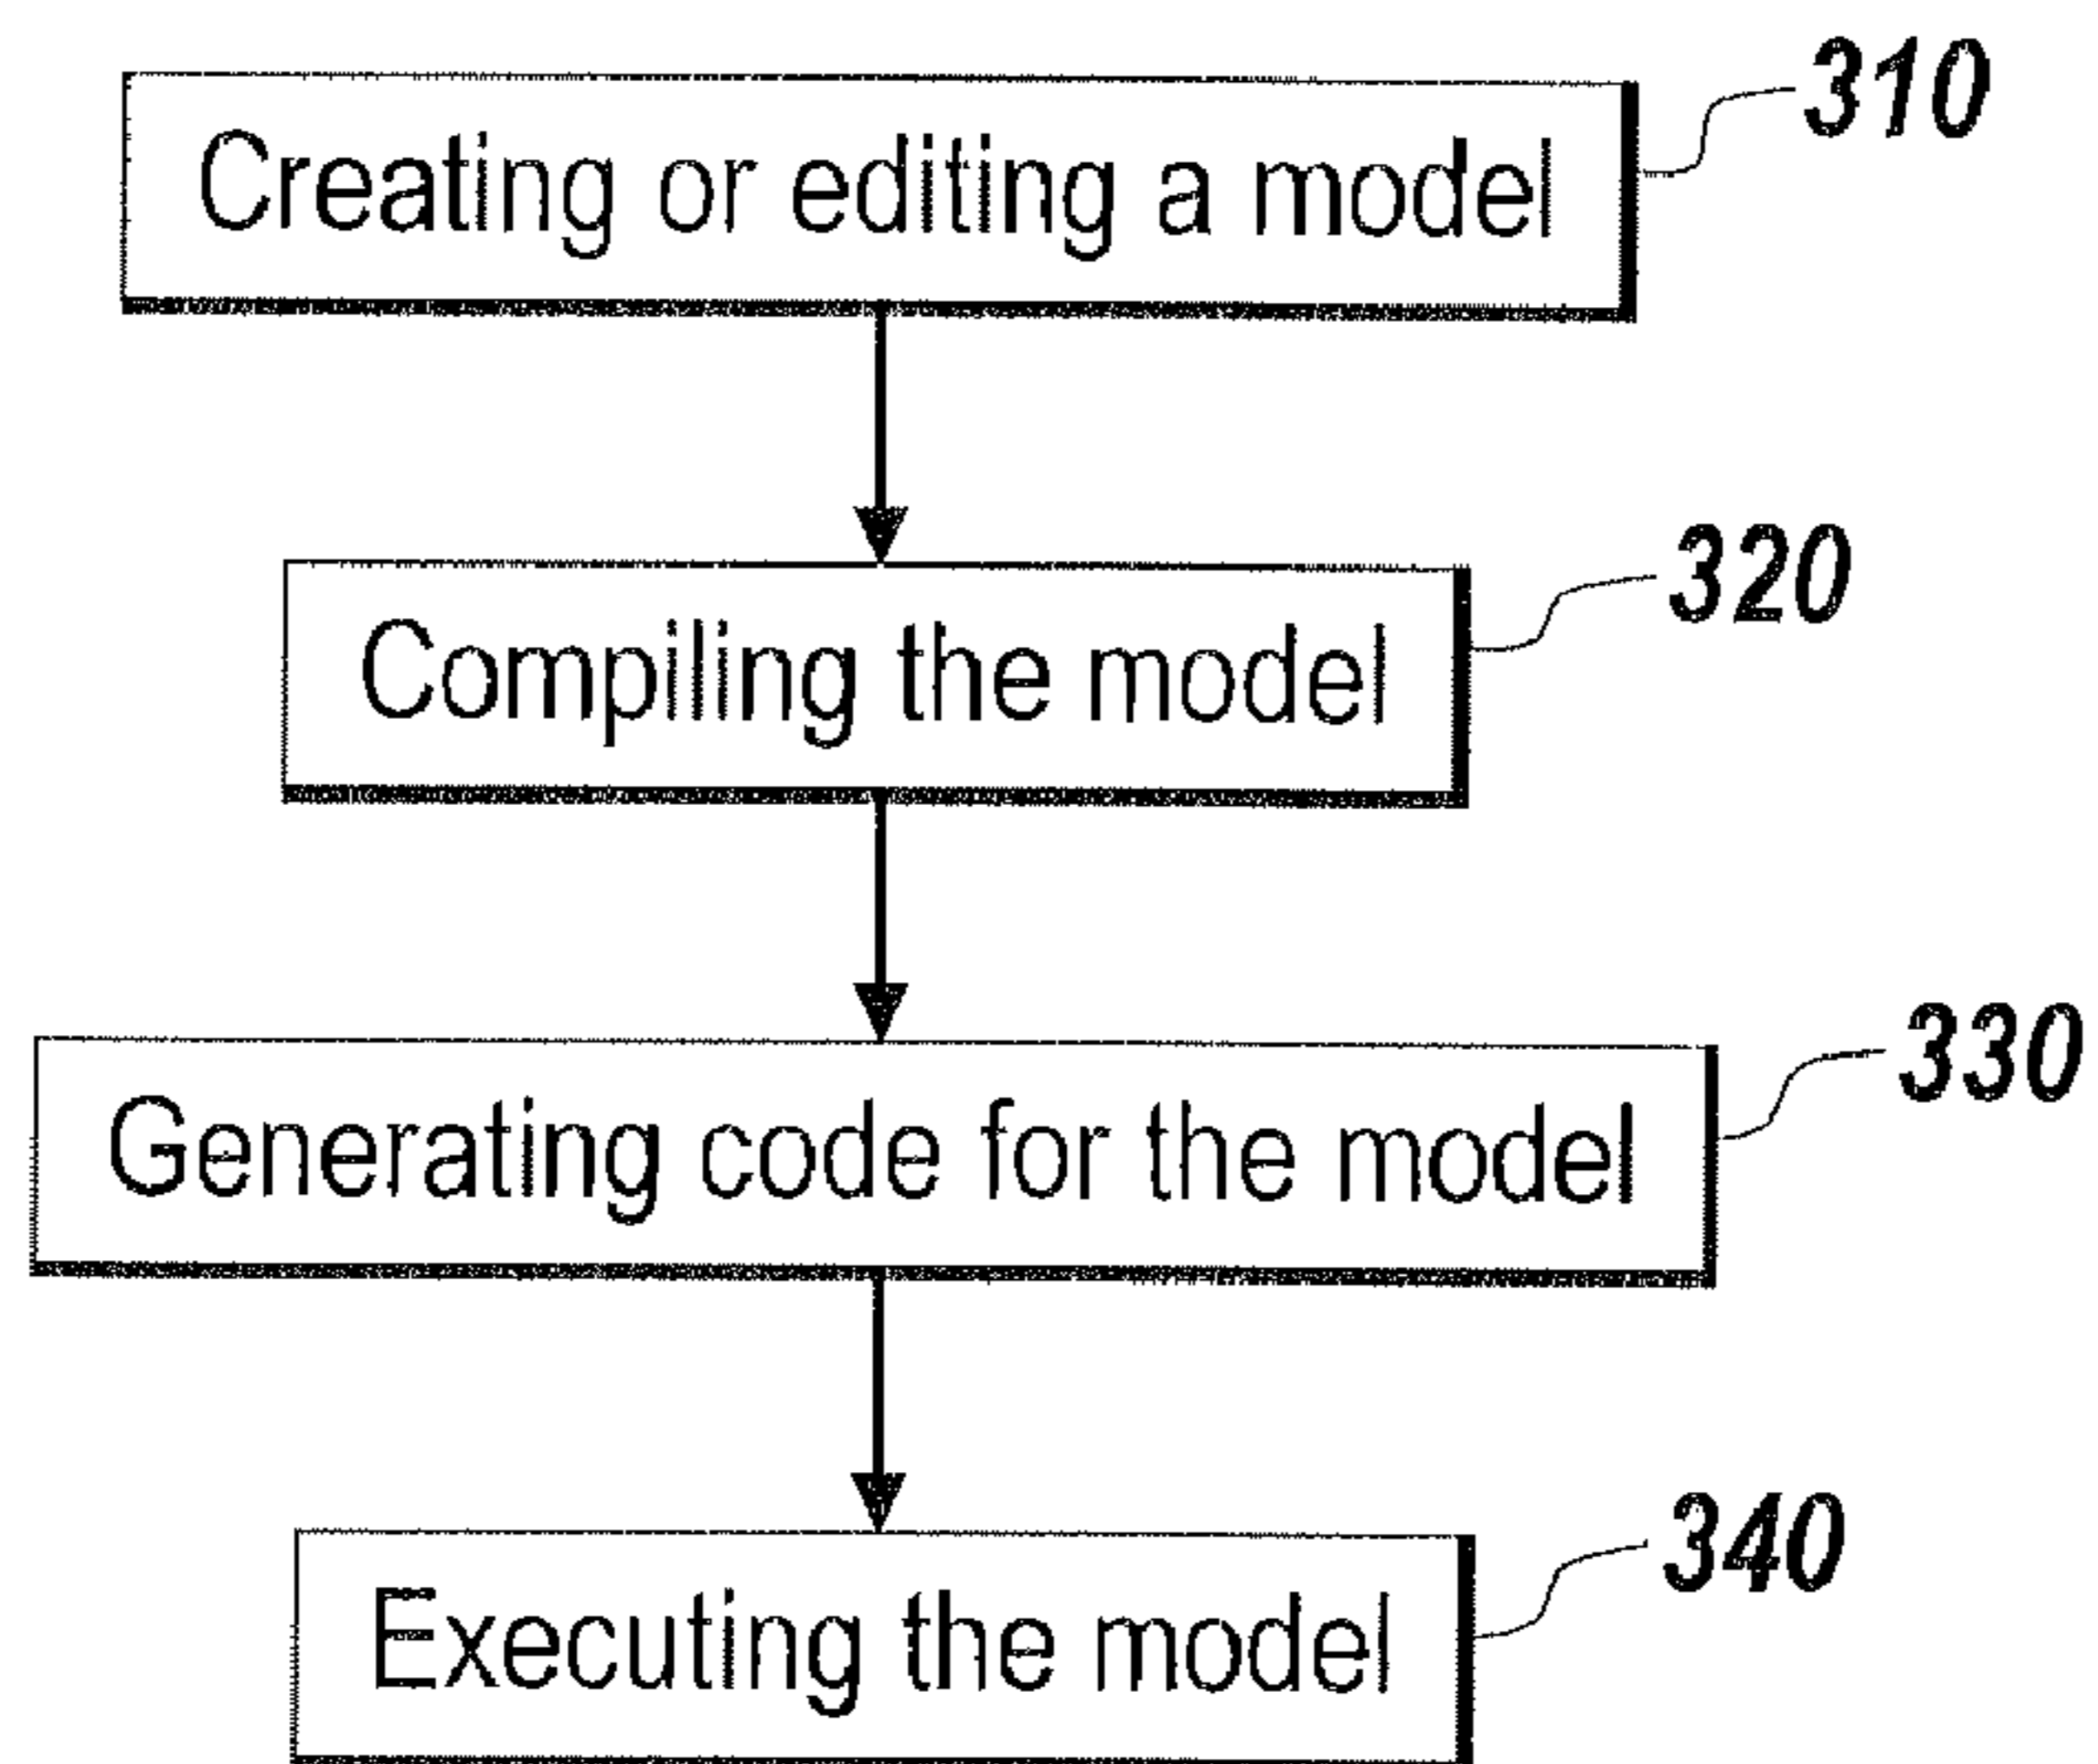 310
Creating or editing a model
320
Compiling the model
330
Generating code for the model
340
Executing the model